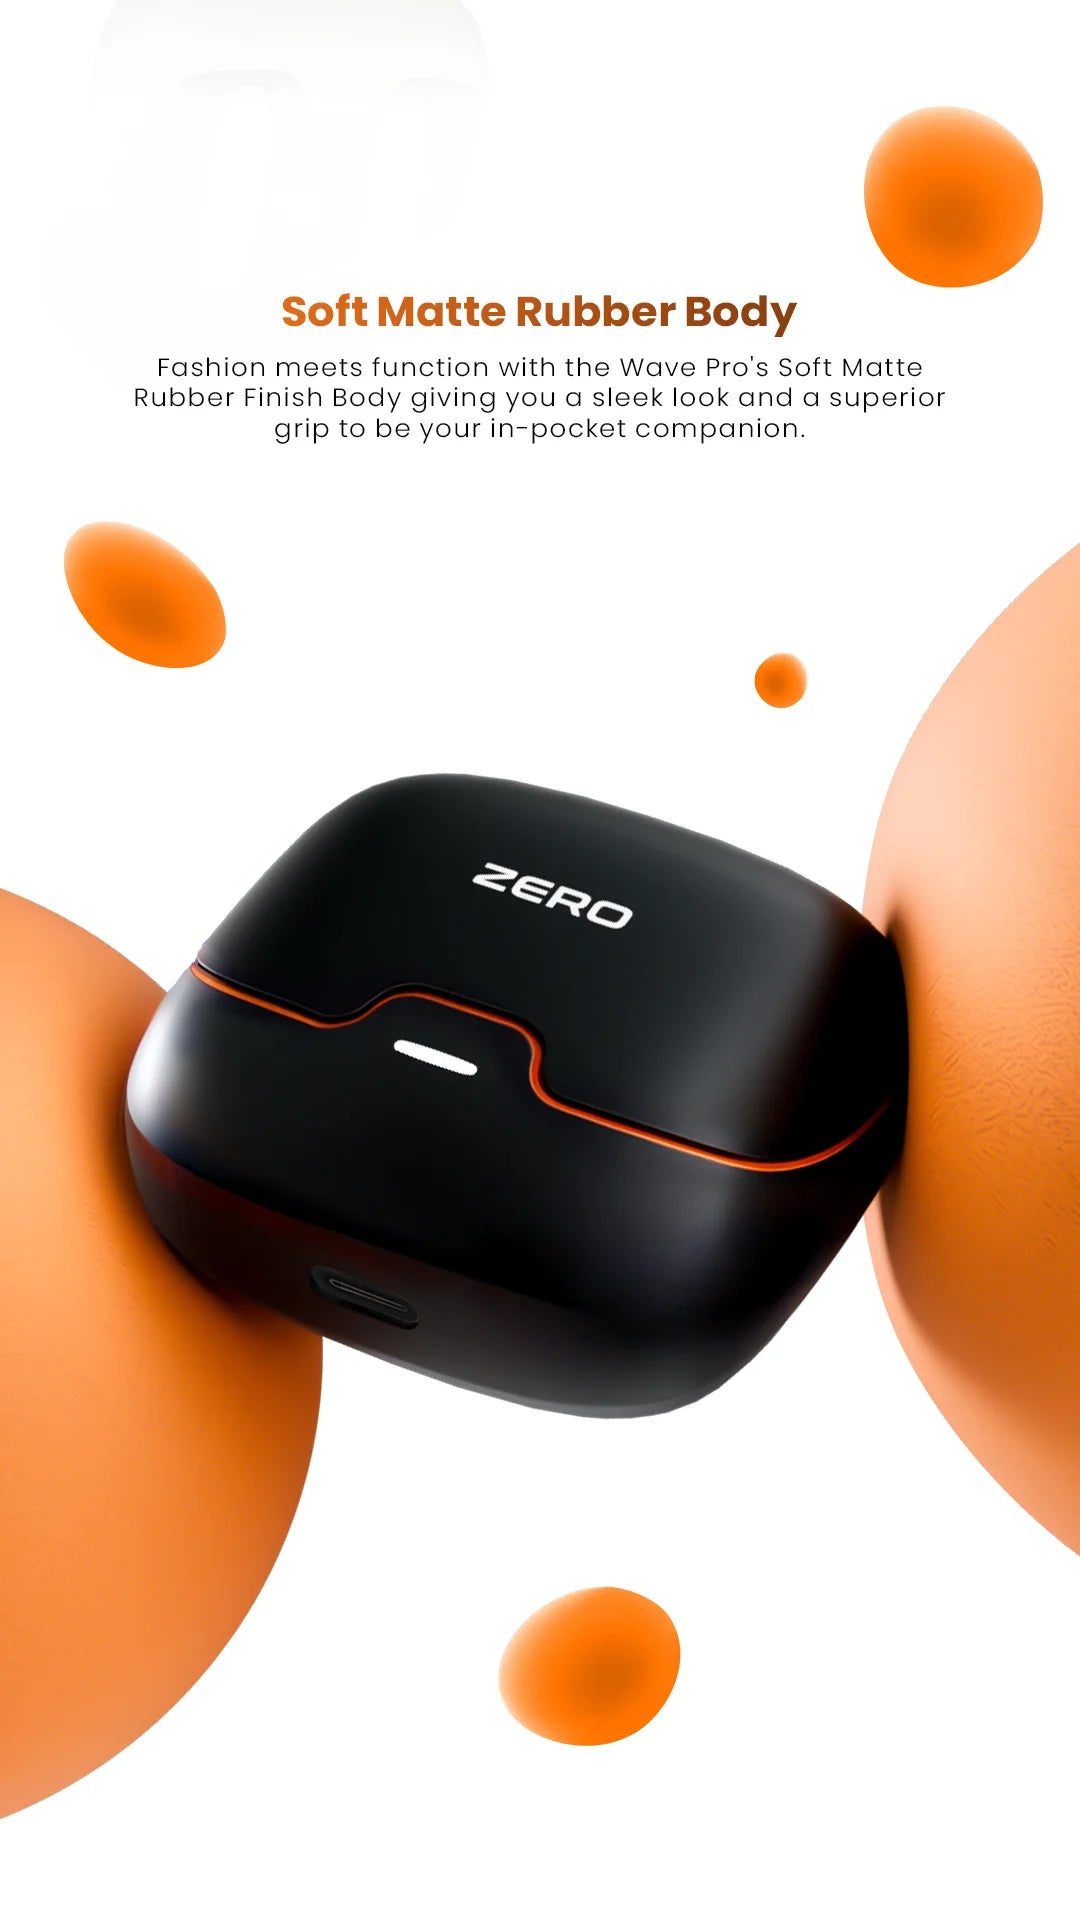 Soft Matte Rubber Body
Fashion meets function with the Wave Pro's Soft Matte
Rubber Finish Body giving you a sleek look and a superior
grip to be your in-pocket companion.
ZERO